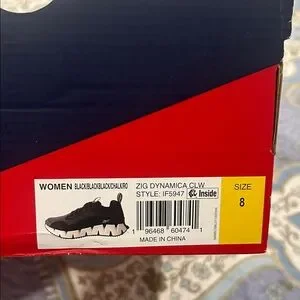 WOMEN BLACK/BLACK/BLACK/CHALK/RO
ZIG DYNAMICA CLW
STYLE: IF5947 Inside
SIZE
8
1 96468 60474 1
MADE IN CHINA